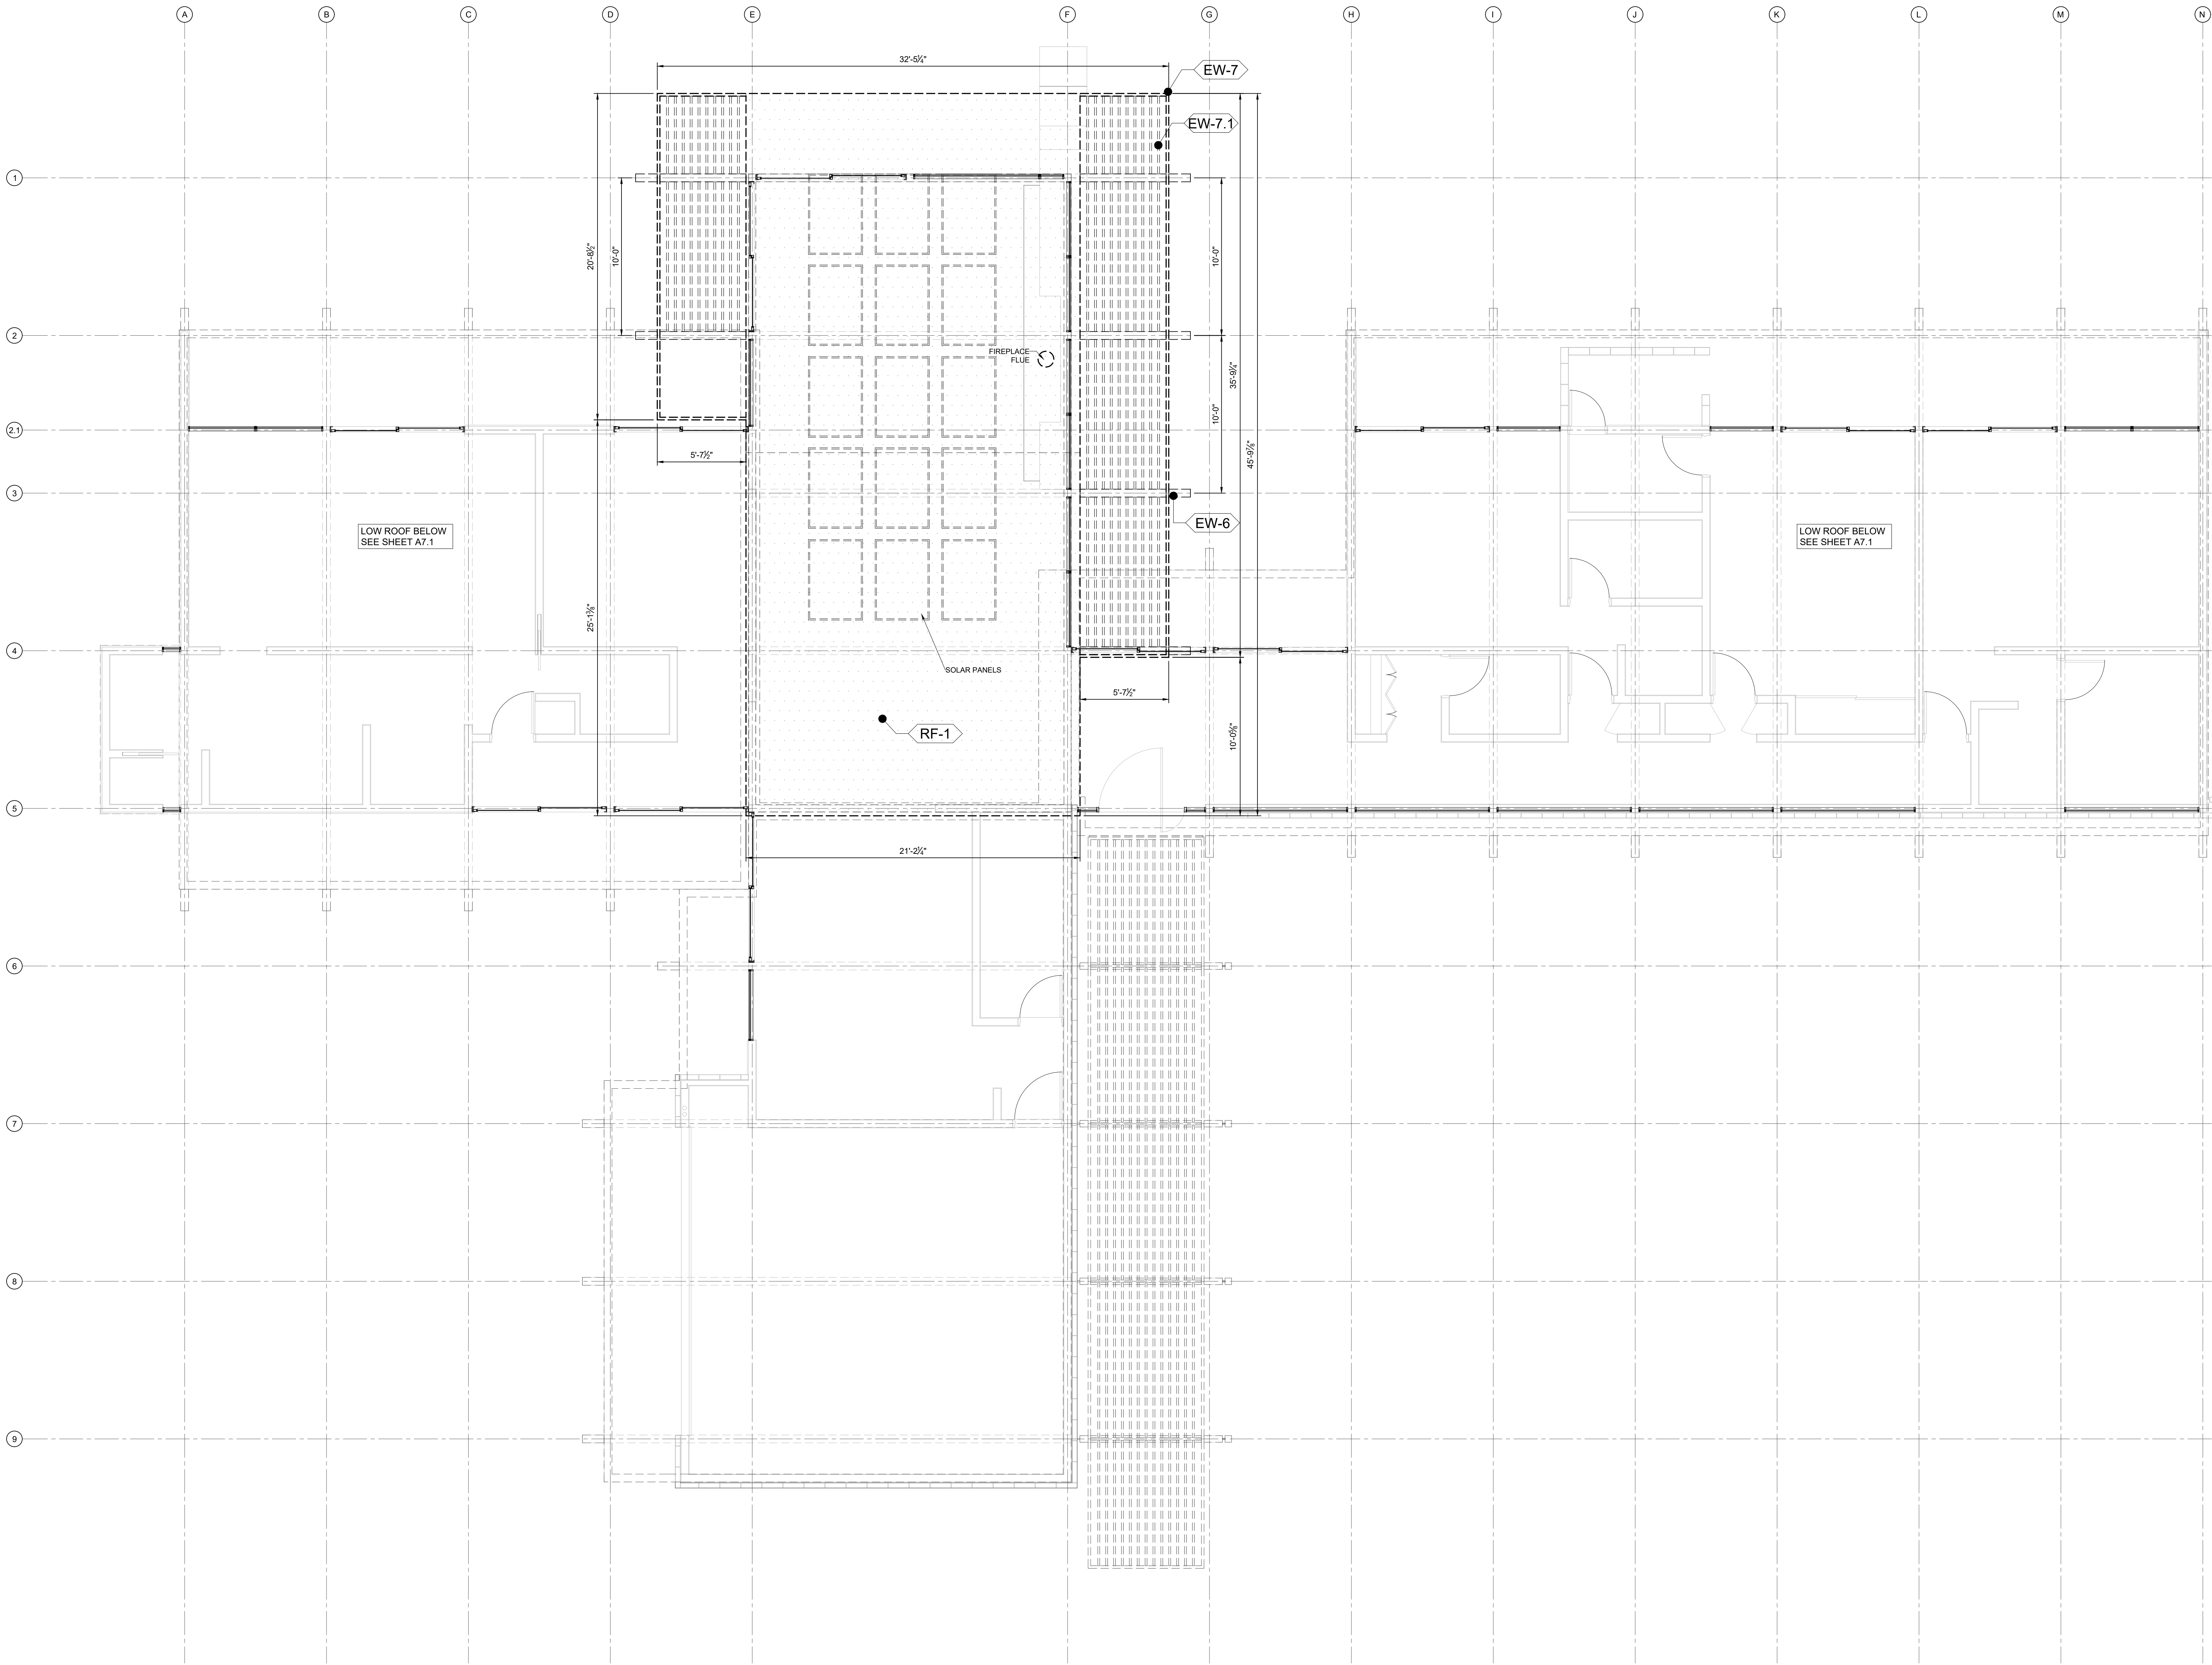 A B C D E F G H I J K L M N
32'-5¼"
EW-7
EW-7.1
1
20'-8½"
10'-0"
10'-0"
2
FIREPLACE
FLUE
35'-9¼"
10'-0"
2.1
45'-9⅞"
5'-7½"
3
EW-6
LOW ROOF BELOW
SEE SHEET A7.1
LOW ROOF BELOW
SEE SHEET A7.1
25'-1⅜"
4
SOLAR PANELS
5'-7½"
RF-1
10'-0⅝"
5
21'-2¼"
6
7
8
9